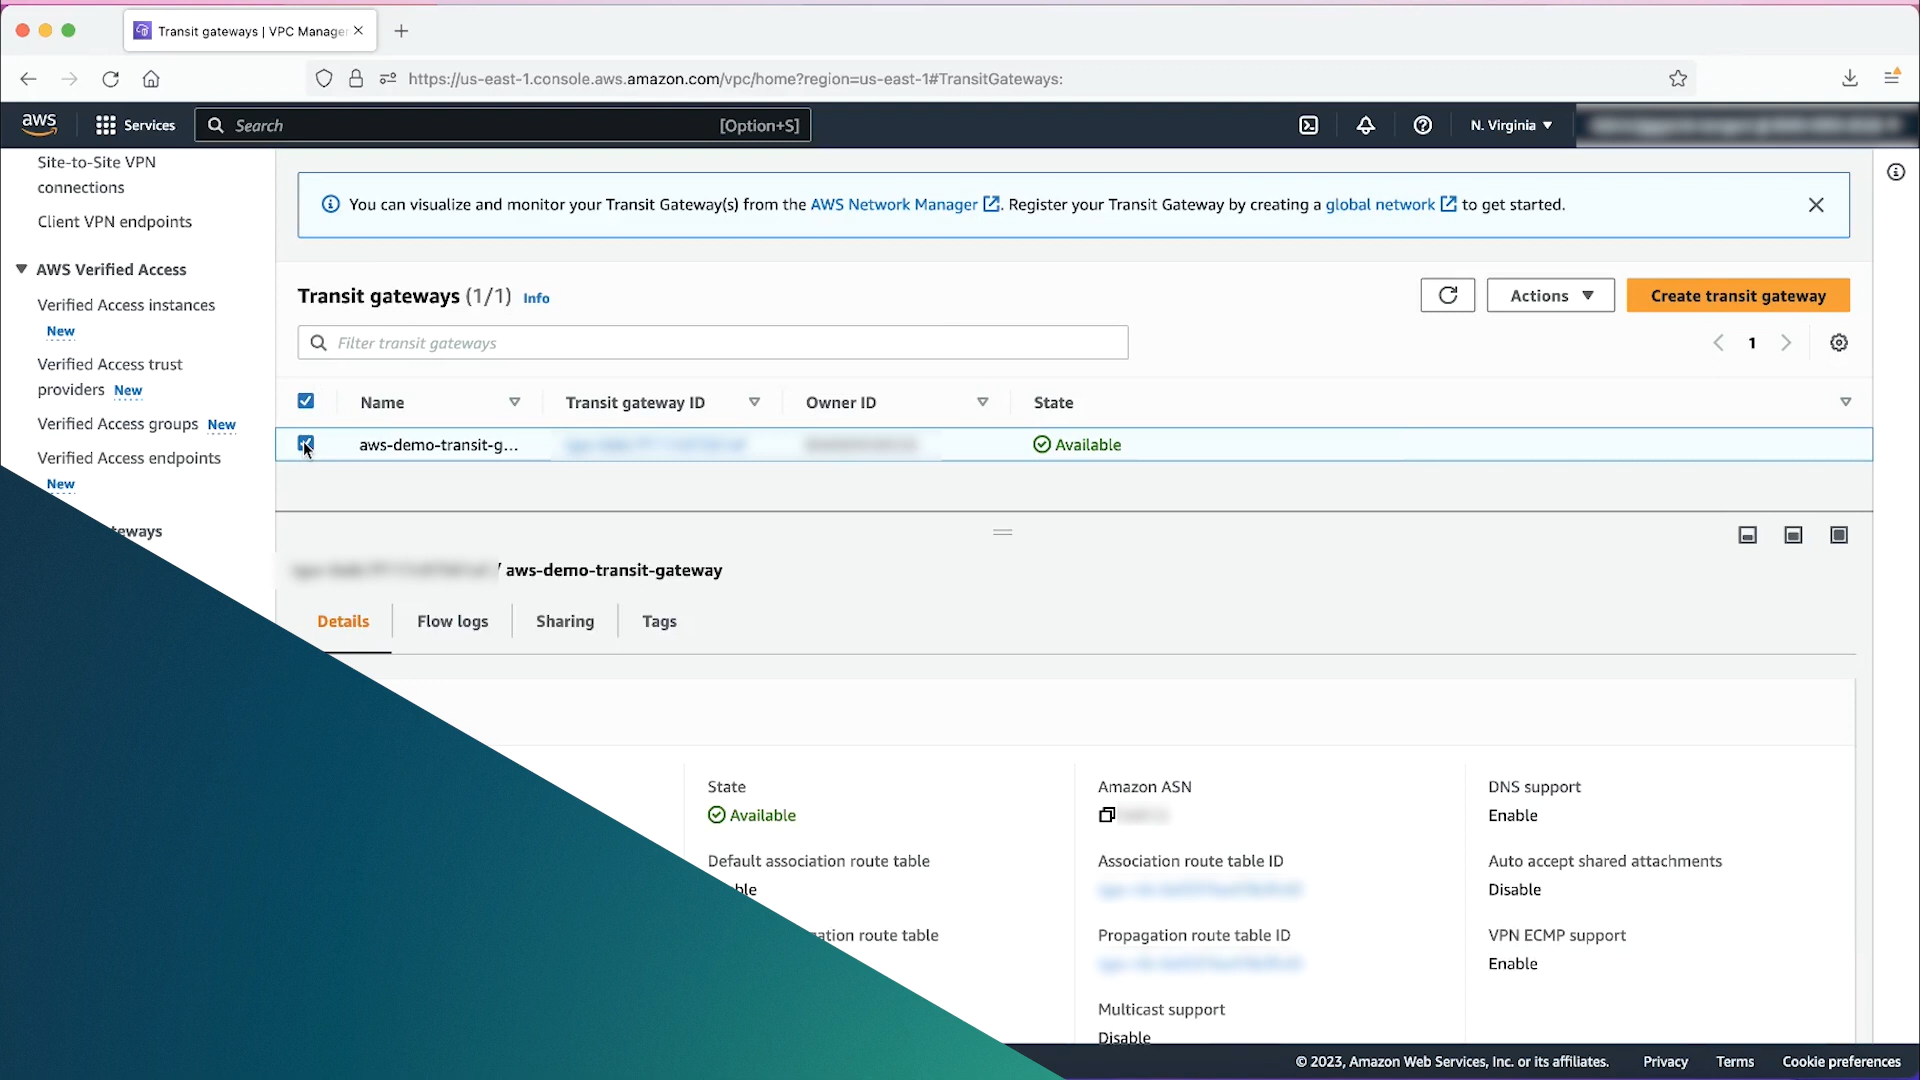 Transit gateways | VPC Manage
https://us-east-1.console.aws.amazon.com/vpc/home?region=us-east-1#TransitGateways:
aws
Services
Search
[Option+S]
N. Virginia
Site-to-Site VPN
connections
Client VPN endpoints
AWS Verified Access
Verified Access instances
New
Verified Access trust
providers New
Verified Access groups New
Verified Access endpoints
New
eways
You can visualize and monitor your Transit Gateway(s) from the AWS Network Manager. Register your Transit Gateway by creating a global network to get started.
Transit gateways (1/1) Info
Actions
Create transit gateway
Filter transit gateways
1
Name
Transit gateway ID
Owner ID
State
aws-demo-transit-g...
Available
/ aws-demo-transit-gateway
Details
Flow logs
Sharing
Tags
State
Available
Amazon ASN
DNS support
Enable
Default association route table
ble
Association route table ID
Auto accept shared attachments
Disable
ation route table
Propagation route table ID
VPN ECMP support
Enable
Multicast support
Disable
© 2023, Amazon Web Services, Inc. or its affiliates.
Privacy
Terms
Cookie preferences